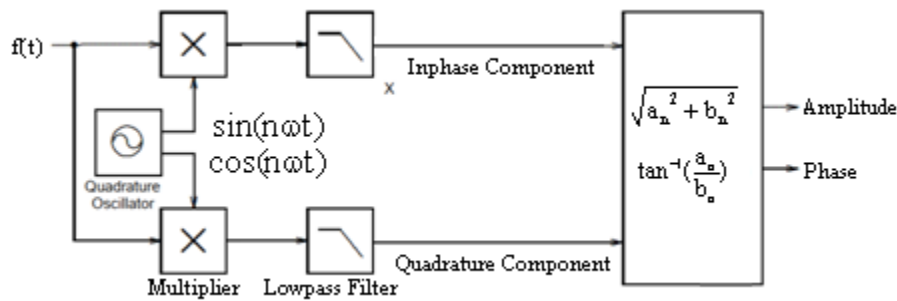 f(t)
×
Inphase Component
x
sin(nωt)
cos(nωt)
Quadrature
Oscillator
×
Multiplier
Lowpass Filter
Quadrature Component
√aₙ² + bₙ²
tan⁻¹(aₙ/bₙ)
Amplitude
Phase